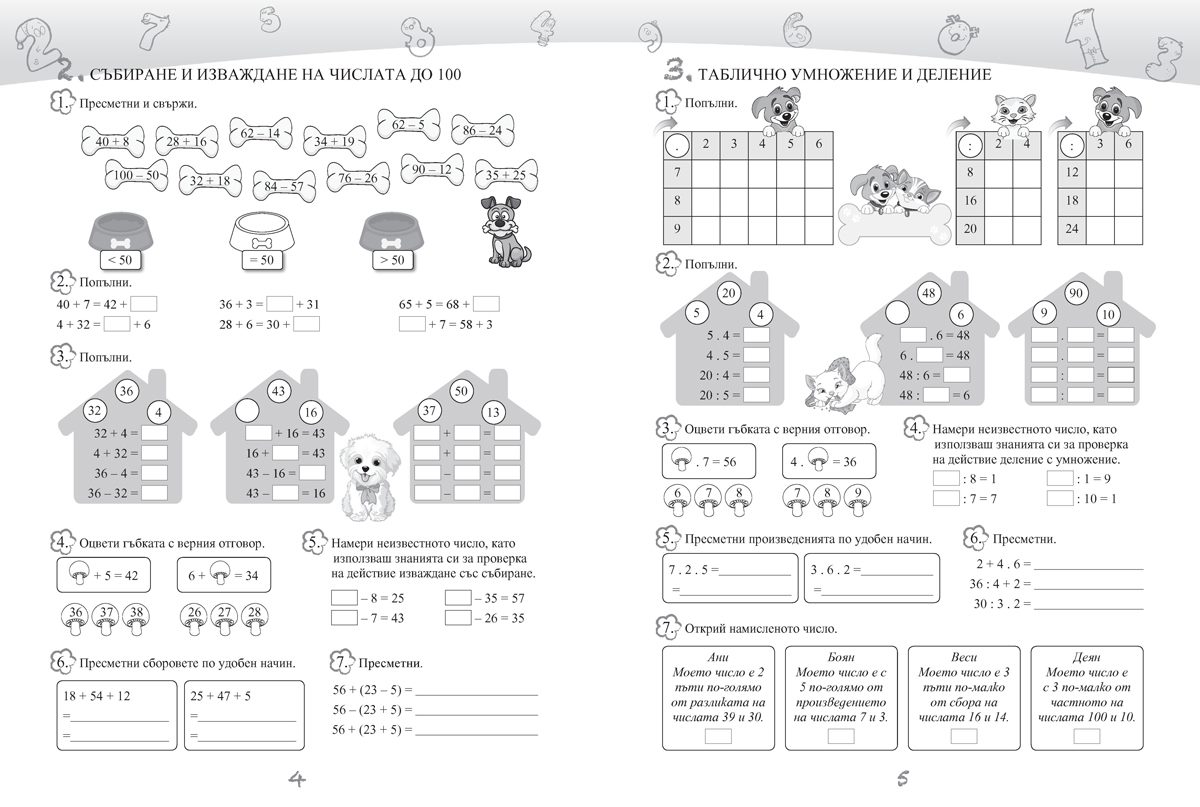 2. СЪБИРАНЕ И ИЗВАЖДАНЕ НА ЧИСЛАТА ДО 100
1. Пресметни и свържи.
40 + 8
28 + 16
62 – 14
34 + 19
62 – 5
86 – 24
100 – 50
32 + 18
84 – 57
76 – 26
90 – 12
35 + 25
< 50
= 50
> 50
2. Попълни.
40 + 7 = 42 +
36 + 3 = + 31
65 + 5 = 68 +
4 + 32 = + 6
28 + 6 = 30 +
+ 7 = 58 + 3
3. Попълни.
36
32 4
32 + 4 =
4 + 32 =
36 – 4 =
36 – 32 =
43
16
+ 16 = 43
16 + = 43
43 – 16 =
43 – = 16
50
37 13
+ =
+ =
– =
– =
4. Оцвети гъбката с верния отговор.
+ 5 = 42
6 + = 34
36 37 38
26 27 28
5. Намери неизвестното число, като
използваш знанията си за проверка
на действие изваждане със събиране.
– 8 = 25
– 35 = 57
– 7 = 43
– 26 = 35
6. Пресметни сборовете по удобен начин.
18 + 54 + 12
=
=
25 + 47 + 5
=
=
7. Пресметни.
56 + (23 – 5) =
56 – (23 + 5) =
56 + (23 + 5) =
4
3. ТАБЛИЧНО УМНОЖЕНИЕ И ДЕЛЕНИЕ
1. Попълни.
. 2 3 4 5 6
7
8
9
: 2 4
8
16
20
: 3 6
12
18
24
2. Попълни.
20
5 4
5 . 4 =
4 . 5 =
20 : 4 =
20 : 5 =
48
6
. 6 = 48
6 . = 48
48 : 6 =
48 : = 6
90
9 10
. =
. =
: =
: =
3. Оцвети гъбката с верния отговор.
. 7 = 56
4 . = 36
6 7 8
7 8 9
4. Намери неизвестното число, като
използваш знанията си за проверка
на действие деление с умножение.
: 8 = 1
: 1 = 9
: 7 = 7
: 10 = 1
5. Пресметни произведенията по удобен начин.
7 . 2 . 5 =
=
3 . 6 . 2 =
=
6. Пресметни.
2 + 4 . 6 =
36 : 4 + 2 =
30 : 3 . 2 =
7. Открий намисленото число.
Ани
Моето число е 2
пъти по-голямо
от разликата на
числата 39 и 30.
Боян
Моето число е с
5 по-голямо от
произведението
на числата 7 и 3.
Веси
Моето число е 3
пъти по-малко
от сбора на
числата 16 и 14.
Деян
Моето число е
с 3 по-малко от
частното на
числата 100 и 10.
5